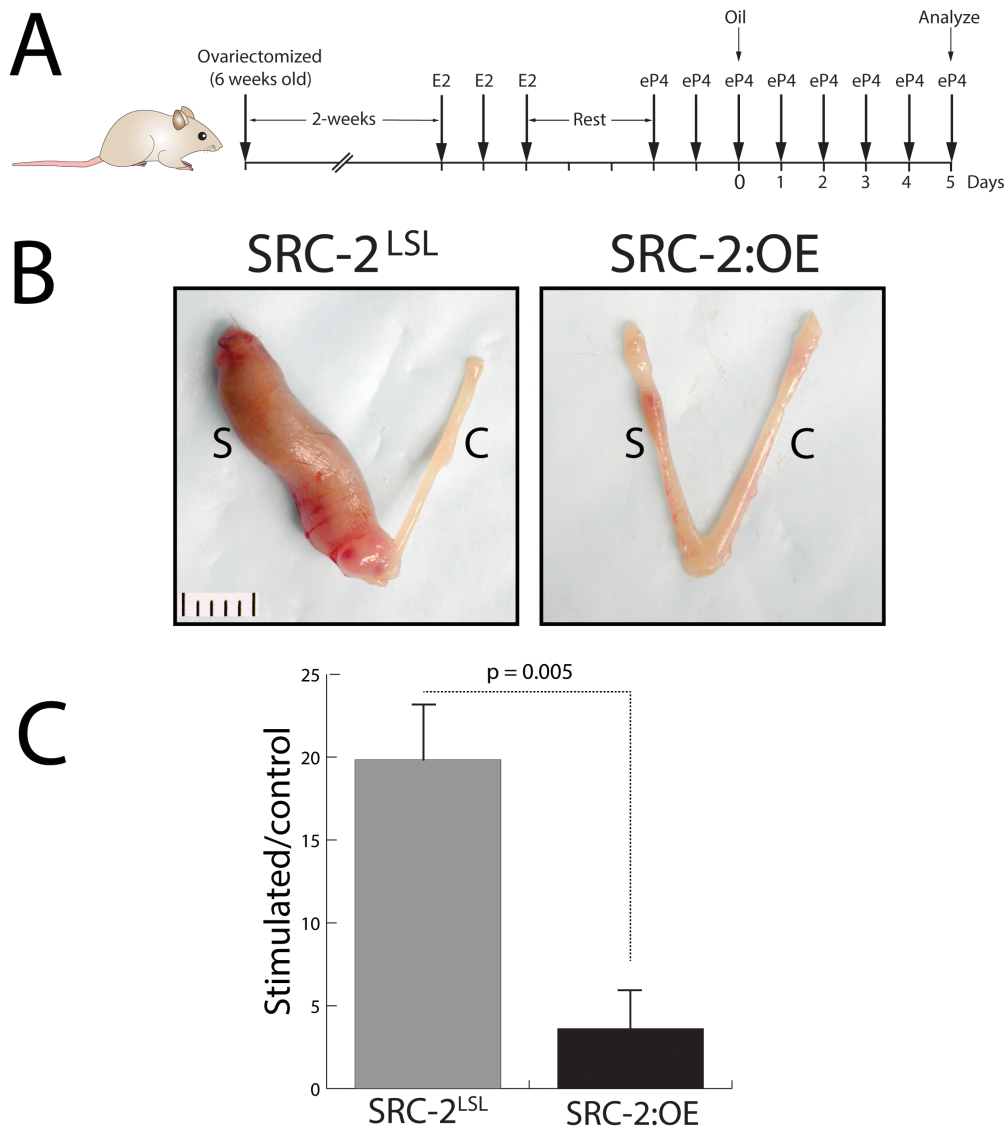 A
Oil
Analyze
Ovariectomized
(6 weeks old)
E2 E2 E2 eP4 eP4 eP4 eP4 eP4 eP4 eP4 eP4
2-weeks Rest
0 1 2 3 4 5 Days
B
SRC-2LSL SRC-2:OE
S C S C
C
p = 0.005
25
20
15
10
5
0
Stimulated/control
SRC-2LSL SRC-2:OE